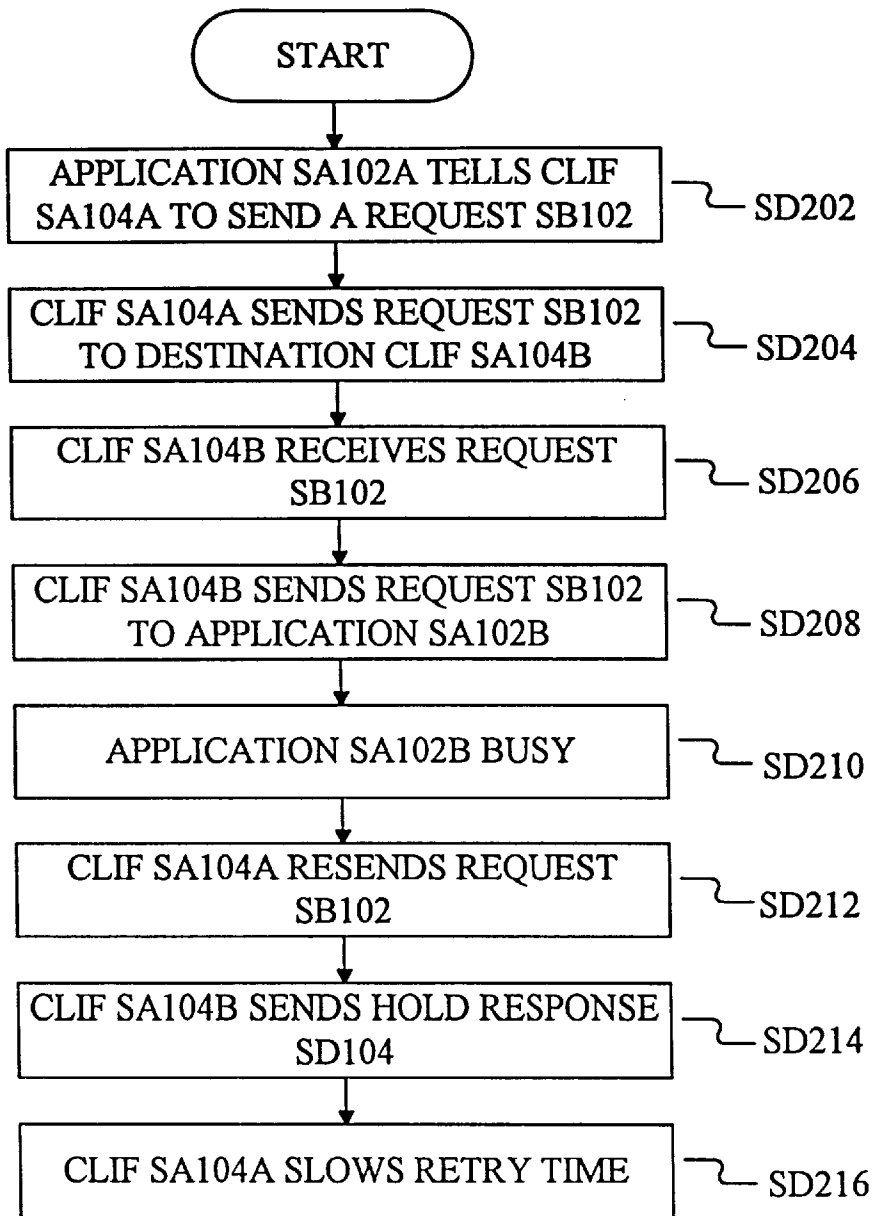 START
APPLICATION SA102A TELLS CLIF
SA104A TO SEND A REQUEST SB102
SD202
CLIF SA104A SENDS REQUEST SB102
TO DESTINATION CLIF SA104B
SD204
CLIF SA104B RECEIVES REQUEST
SB102
SD206
CLIF SA104B SENDS REQUEST SB102
TO APPLICATION SA102B
SD208
APPLICATION SA102B BUSY
SD210
CLIF SA104A RESENDS REQUEST
SB102
SD212
CLIF SA104B SENDS HOLD RESPONSE
SD104
SD214
CLIF SA104A SLOWS RETRY TIME
SD216